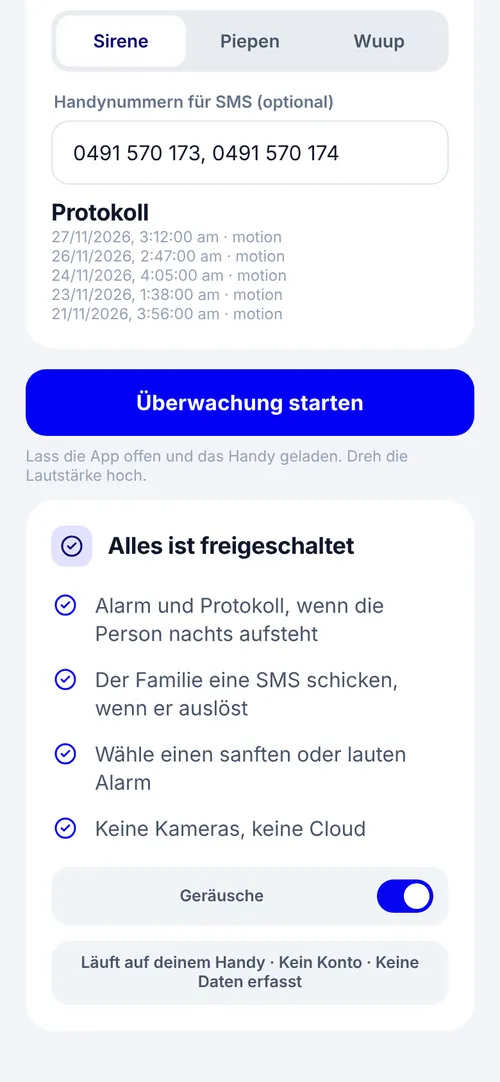 Sirene Piepen Wuup
Handynummern für SMS (optional)
0491 570 173, 0491 570 174
Protokoll
27/11/2026, 3:12:00 am · motion
26/11/2026, 2:47:00 am · motion
24/11/2026, 4:05:00 am · motion
23/11/2026, 1:38:00 am · motion
21/11/2026, 3:56:00 am · motion
Überwachung starten
Lass die App offen und das Handy geladen. Dreh die
Lautstärke hoch.
Alles ist freigeschaltet
Alarm und Protokoll, wenn die
Person nachts aufsteht
Der Familie eine SMS schicken,
wenn er auslöst
Wähle einen sanften oder lauten
Alarm
Keine Kameras, keine Cloud
Geräusche
Läuft auf deinem Handy · Kein Konto · Keine
Daten erfasst